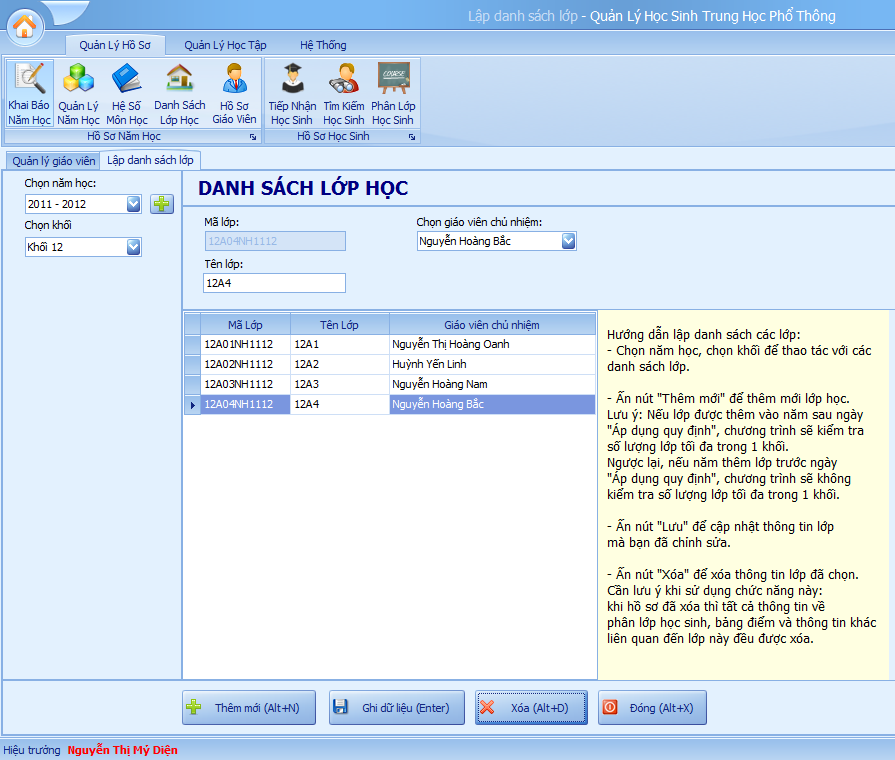 Lập danh sách lớp - Quản Lý Học Sinh Trung Học Phổ Thông
Quản Lý Hồ Sơ
Quản Lý Học Tập
Hệ Thống
Khai Báo
Năm Học
Quản Lý
Năm Học
Hệ Số
Môn Học
Danh Sách
Lớp Học
Hồ Sơ
Giáo Viên
Tiếp Nhận
Học Sinh
Tìm Kiếm
Học Sinh
COURSE
Phân Lớp
Học Sinh
Hồ Sơ Năm Học
Hồ Sơ Học Sinh
Quản lý giáo viên
Lập danh sách lớp
Chọn năm học:
2011 - 2012
Chọn khối
Khối 12
DANH SÁCH LỚP HỌC
Mã lớp:
12A04NH1112
Chọn giáo viên chủ nhiệm:
Nguyễn Hoàng Bắc
Tên lớp:
12A4
Mã Lớp Tên Lớp Giáo viên chủ nhiệm
12A01NH1112 12A1 Nguyễn Thị Hoàng Oanh
12A02NH1112 12A2 Huỳnh Yến Linh
12A03NH1112 12A3 Nguyễn Hoàng Nam
12A04NH1112 12A4 Nguyễn Hoàng Bắc
Hướng dẫn lập danh sách các lớp:
- Chọn năm học, chọn khối để thao tác với các
danh sách lớp.
- Ấn nút "Thêm mới" để thêm mới lớp học.
Lưu ý: Nếu lớp được thêm vào năm sau ngày
"Áp dụng quy định", chương trình sẽ kiểm tra
số lượng lớp tối đa trong 1 khối.
Ngược lại, nếu năm thêm lớp trước ngày
"Áp dụng quy định", chương trình sẽ không
kiểm tra số lượng lớp tối đa trong 1 khối.
- Ấn nút "Lưu" để cập nhật thông tin lớp
mà bạn đã chỉnh sửa.
- Ấn nút "Xóa" để xóa thông tin lớp đã chọn.
Cần lưu ý khi sử dụng chức năng này:
khi hồ sơ đã xóa thì tất cả thông tin về
phân lớp học sinh, bảng điểm và thông tin khác
liên quan đến lớp này đều được xóa.
Thêm mới (Alt+N)
Ghi dữ liệu (Enter)
Xóa (Alt+D)
Đóng (Alt+X)
Hiệu trưởng Nguyễn Thị Mỹ Diện